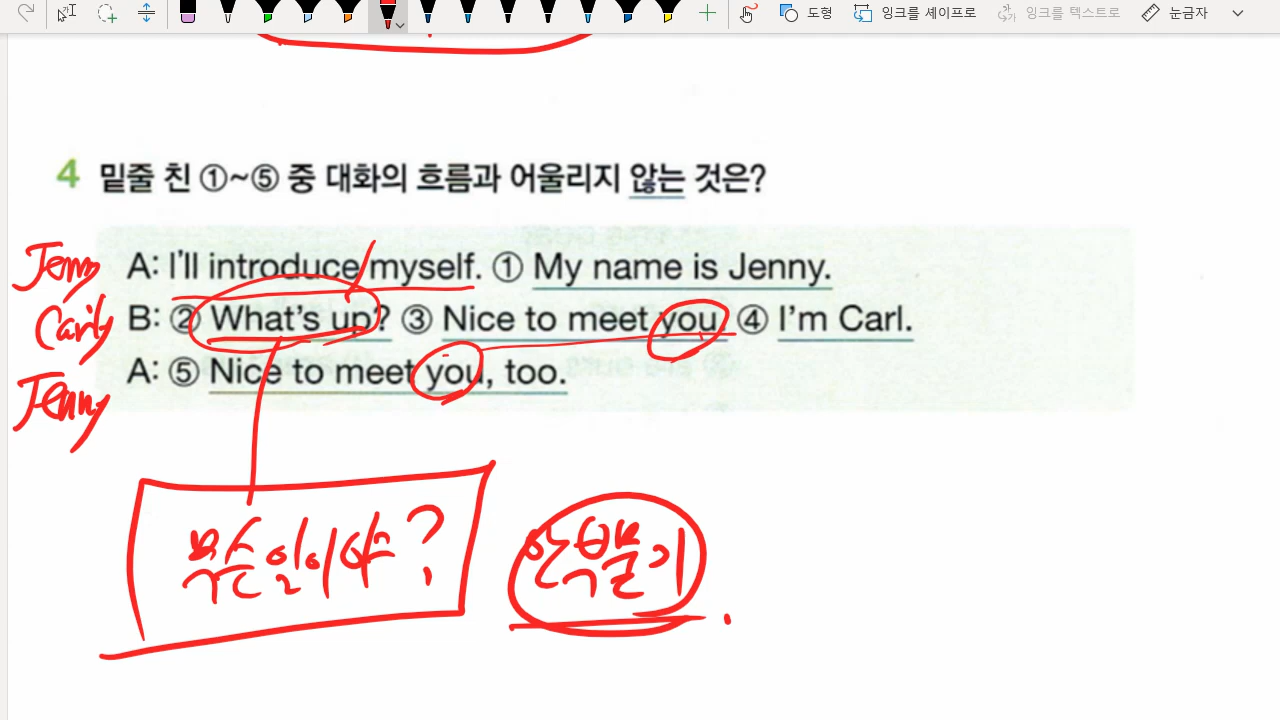 도형 잉크를 셰이프로 잉크를 텍스트로 눈금자
4 밑줄 친 ①~⑤ 중 대화의 흐름과 어울리지 않는 것은?
Jenny A: I'll introduce myself. ① My name is Jenny.
Carl B: ② What's up? ③ Nice to meet you. ④ I'm Carl.
Jenny A: ⑤ Nice to meet you, too.
무슨일이야? 안부묻기.